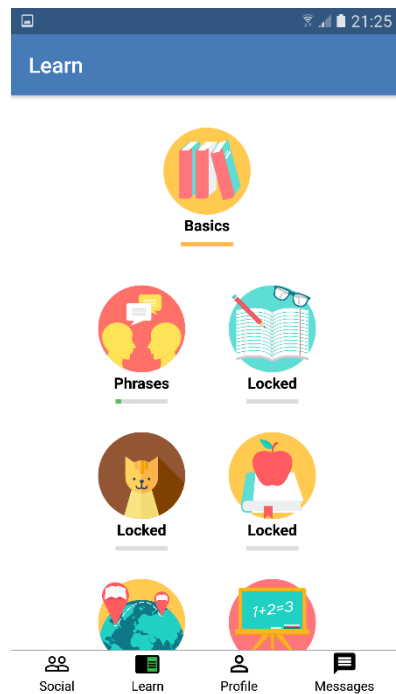 21:25
Learn
Basics
Phrases
Locked
Locked
Locked
1+2=3
Social
Learn
Profile
Messages